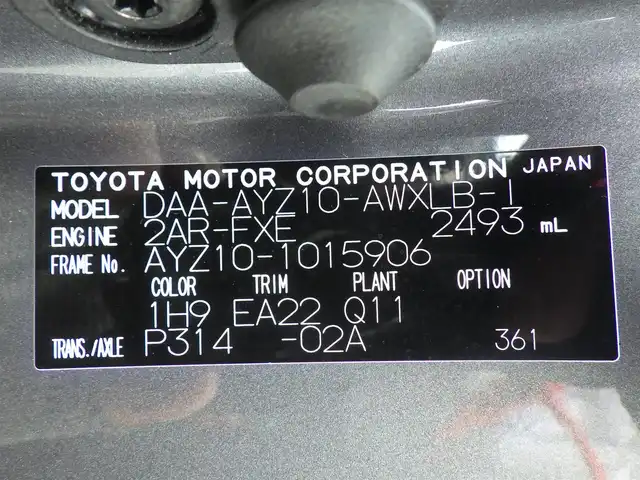 TOYOTA MOTOR CORPORATION JAPAN
MODEL DAA-AYZ10-AWXLB-I
ENGINE 2AR-FXE 2493 mL
FRAME No. AYZ10-1015906
COLOR TRIM PLANT OPTION
1H9 EA22 Q11
TRANS./AXLE P314 -02A 361